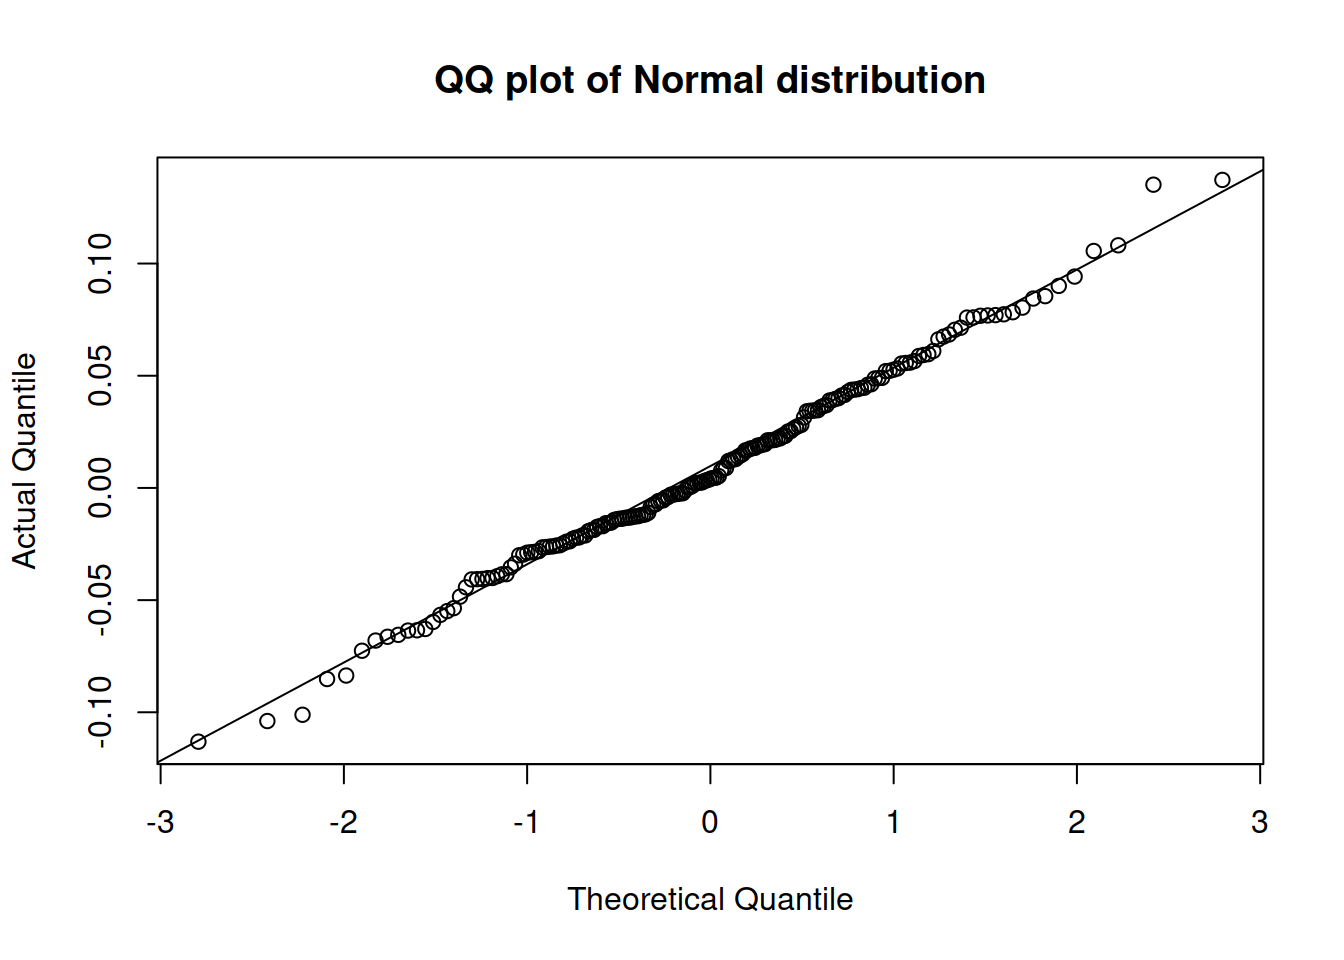 QQ plot of Normal distribution
Actual Quantile
0.10
0.05
0.00
-0.05
-0.10
-3 -2 -1 0 1 2 3
Theoretical Quantile